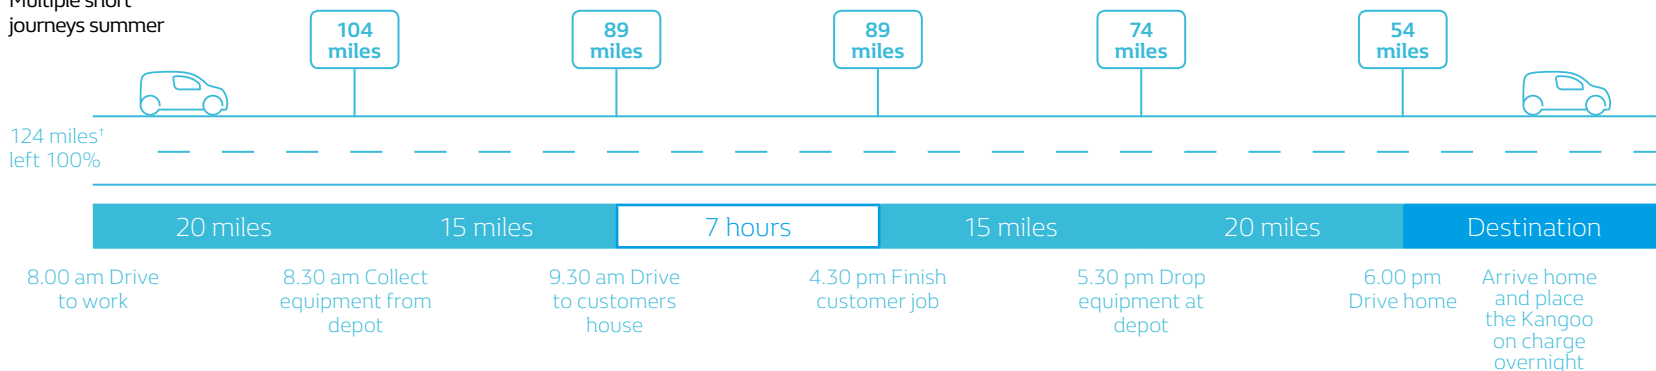 Multiple short
journeys summer
104
miles
89
miles
89
miles
74
miles
54
miles
124 miles†
left 100%
20 miles
15 miles
7 hours
15 miles
20 miles
Destination
8.00 am Drive
to work
8.30 am Collect
equipment from
depot
9.30 am Drive
to customers
house
4.30 pm Finish
customer job
5.30 pm Drop
equipment at
depot
6.00 pm
Drive home
Arrive home
and place
the Kangoo
on charge
overnight